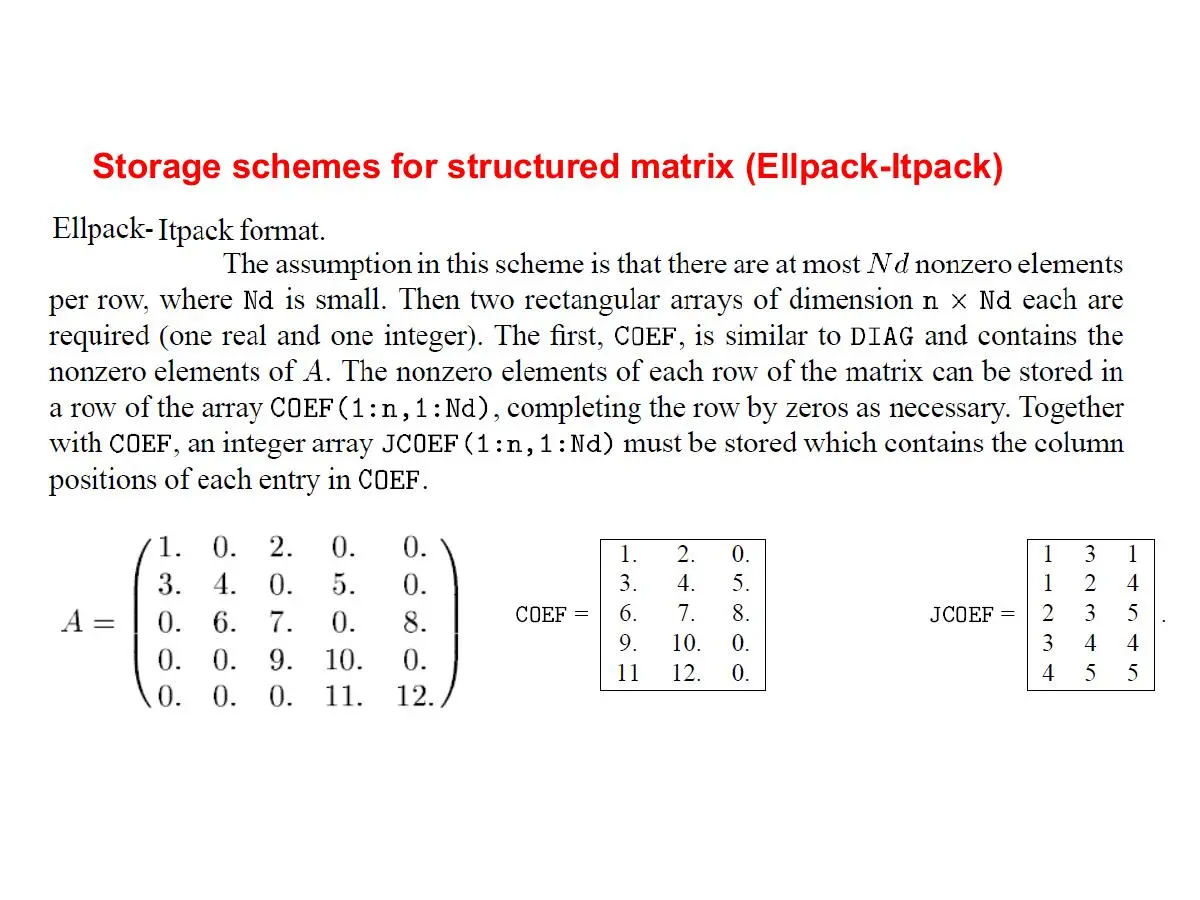 Storage schemes for structured matrix (Ellpack-Itpack)
Ellpack- Itpack format.
The assumption in this scheme is that there are at most Nd nonzero elements
per row, where Nd is small. Then two rectangular arrays of dimension n × Nd each are
required (one real and one integer). The first, COEF, is similar to DIAG and contains the
nonzero elements of A. The nonzero elements of each row of the matrix can be stored in
a row of the array COEF(1:n,1:Nd), completing the row by zeros as necessary. Together
with COEF, an integer array JCOEF(1:n,1:Nd) must be stored which contains the column
positions of each entry in COEF.
A =
1. 0. 2. 0. 0.
3. 4. 0. 5. 0.
0. 6. 7. 0. 8.
0. 0. 9. 10. 0.
0. 0. 0. 11. 12.
COEF =
1. 2. 0.
3. 4. 5.
6. 7. 8.
9. 10. 0.
11 12. 0.
JCOEF =
1 3 1
1 2 4
2 3 5
3 4 4
4 5 5
.